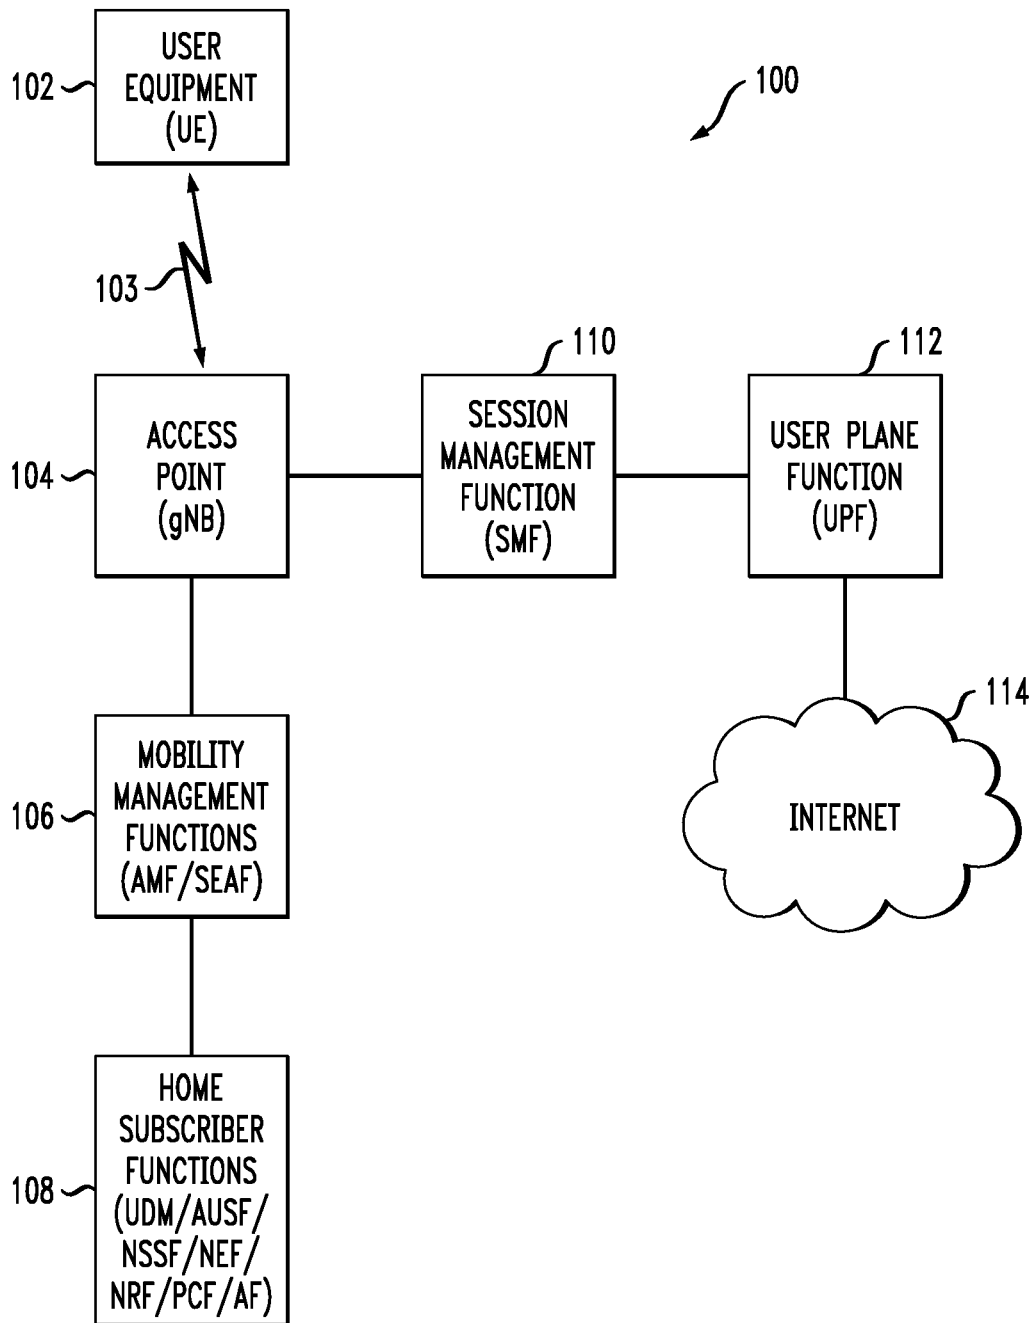 USER
EQUIPMENT
(UE)
102
100
103
110
112
ACCESS
POINT
(gNB)
104
SESSION
MANAGEMENT
FUNCTION
(SMF)
USER PLANE
FUNCTION
(UPF)
114
INTERNET
MOBILITY
MANAGEMENT
FUNCTIONS
(AMF/SEAF)
106
HOME
SUBSCRIBER
FUNCTIONS
(UDM/AUSF/
NSSF/NEF/
NRF/PCF/AF)
108